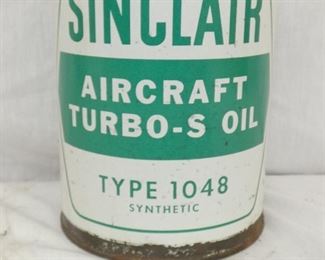 SINCLAIR
AIRCRAFT
TURBO-S OIL
TYPE 1048
SYNTHETIC